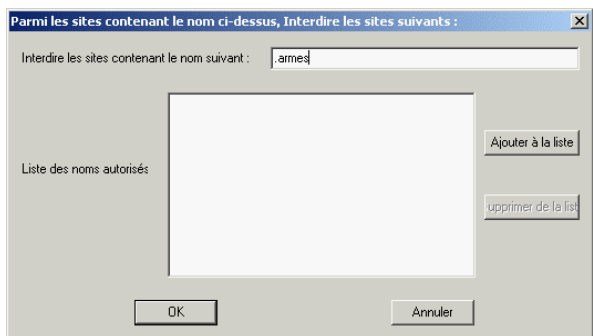 Parmi les sites contenant le nom ci-dessus, Interdire les sites suivants :
Interdire les sites contenant le nom suivant : .armes
Ajouter à la liste
Liste des noms autorisés
upprimer de la list
OK Annuler